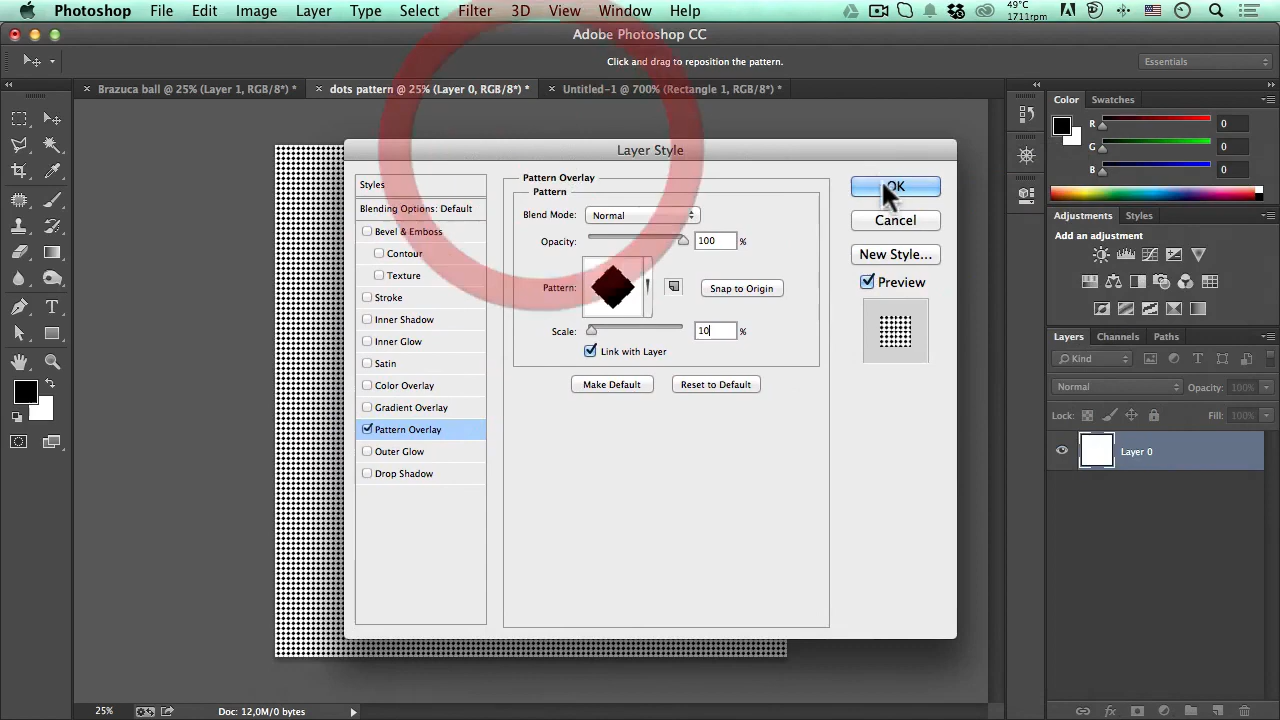 Photoshop File Edit Image Layer Type Select Filter 3D View Window Help 49°C 1711rpm
Adobe Photoshop CC
Click and drag to reposition the pattern. Essentials
Brazuca ball @ 25% (Layer 1, RGB/8*) * dots pattern @ 25% (Layer 0, RGB/8*) * Untitled-1 @ 700% (Rectangle 1, RGB/8*) *
Layer Style
Styles
Blending Options: Default
Bevel & Emboss
Contour
Texture
Stroke
Inner Shadow
Inner Glow
Satin
Color Overlay
Gradient Overlay
Pattern Overlay
Outer Glow
Drop Shadow
Pattern Overlay
Pattern
Blend Mode: Normal
Opacity: 100 %
Pattern: Snap to Origin
Scale: 10 %
Link with Layer
Make Default Reset to Default
OK
Cancel
New Style...
Preview
Color Swatches
R 0
G 0
B 0
Adjustments Styles
Add an adjustment
Layers Channels Paths
Kind
Normal Opacity: 100%
Lock: Fill: 100%
Layer 0
25% Doc: 12,0M/0 bytes